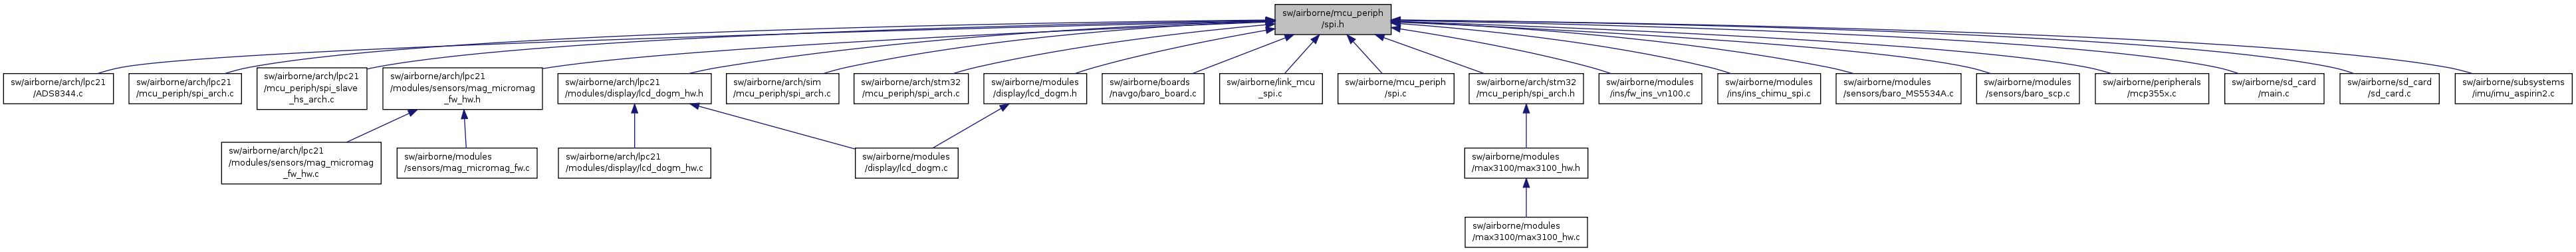 sw/airborne/mcu_periph
/spi.h
sw/airborne/arch/lpc21
/ADS8344.c
sw/airborne/arch/lpc21
/mcu_periph/spi_arch.c
sw/airborne/arch/lpc21
/mcu_periph/spi_slave
_hs_arch.c
sw/airborne/arch/lpc21
/modules/sensors/mag_micromag
_fw_hw.h
sw/airborne/arch/lpc21
/modules/display/lcd_dogm_hw.h
sw/airborne/arch/sim
/mcu_periph/spi_arch.c
sw/airborne/arch/stm32
/mcu_periph/spi_arch.c
sw/airborne/modules
/display/lcd_dogm.h
sw/airborne/boards
/navgo/baro_board.c
sw/airborne/link_mcu
_spi.c
sw/airborne/mcu_periph
/spi.c
sw/airborne/arch/stm32
/mcu_periph/spi_arch.h
sw/airborne/modules
/ins/fw_ins_vn100.c
sw/airborne/modules
/ins/ins_chimu_spi.c
sw/airborne/modules
/sensors/baro_MS5534A.c
sw/airborne/modules
/sensors/baro_scp.c
sw/airborne/peripherals
/mcp355x.c
sw/airborne/sd_card
/main.c
sw/airborne/sd_card
/sd_card.c
sw/airborne/subsystems
/imu/imu_aspirin2.c
sw/airborne/arch/lpc21
/modules/sensors/mag_micromag
_fw_hw.c
sw/airborne/modules
/sensors/mag_micromag_fw.c
sw/airborne/arch/lpc21
/modules/display/lcd_dogm_hw.c
sw/airborne/modules
/display/lcd_dogm.c
sw/airborne/modules
/max3100/max3100_hw.h
sw/airborne/modules
/max3100/max3100_hw.c